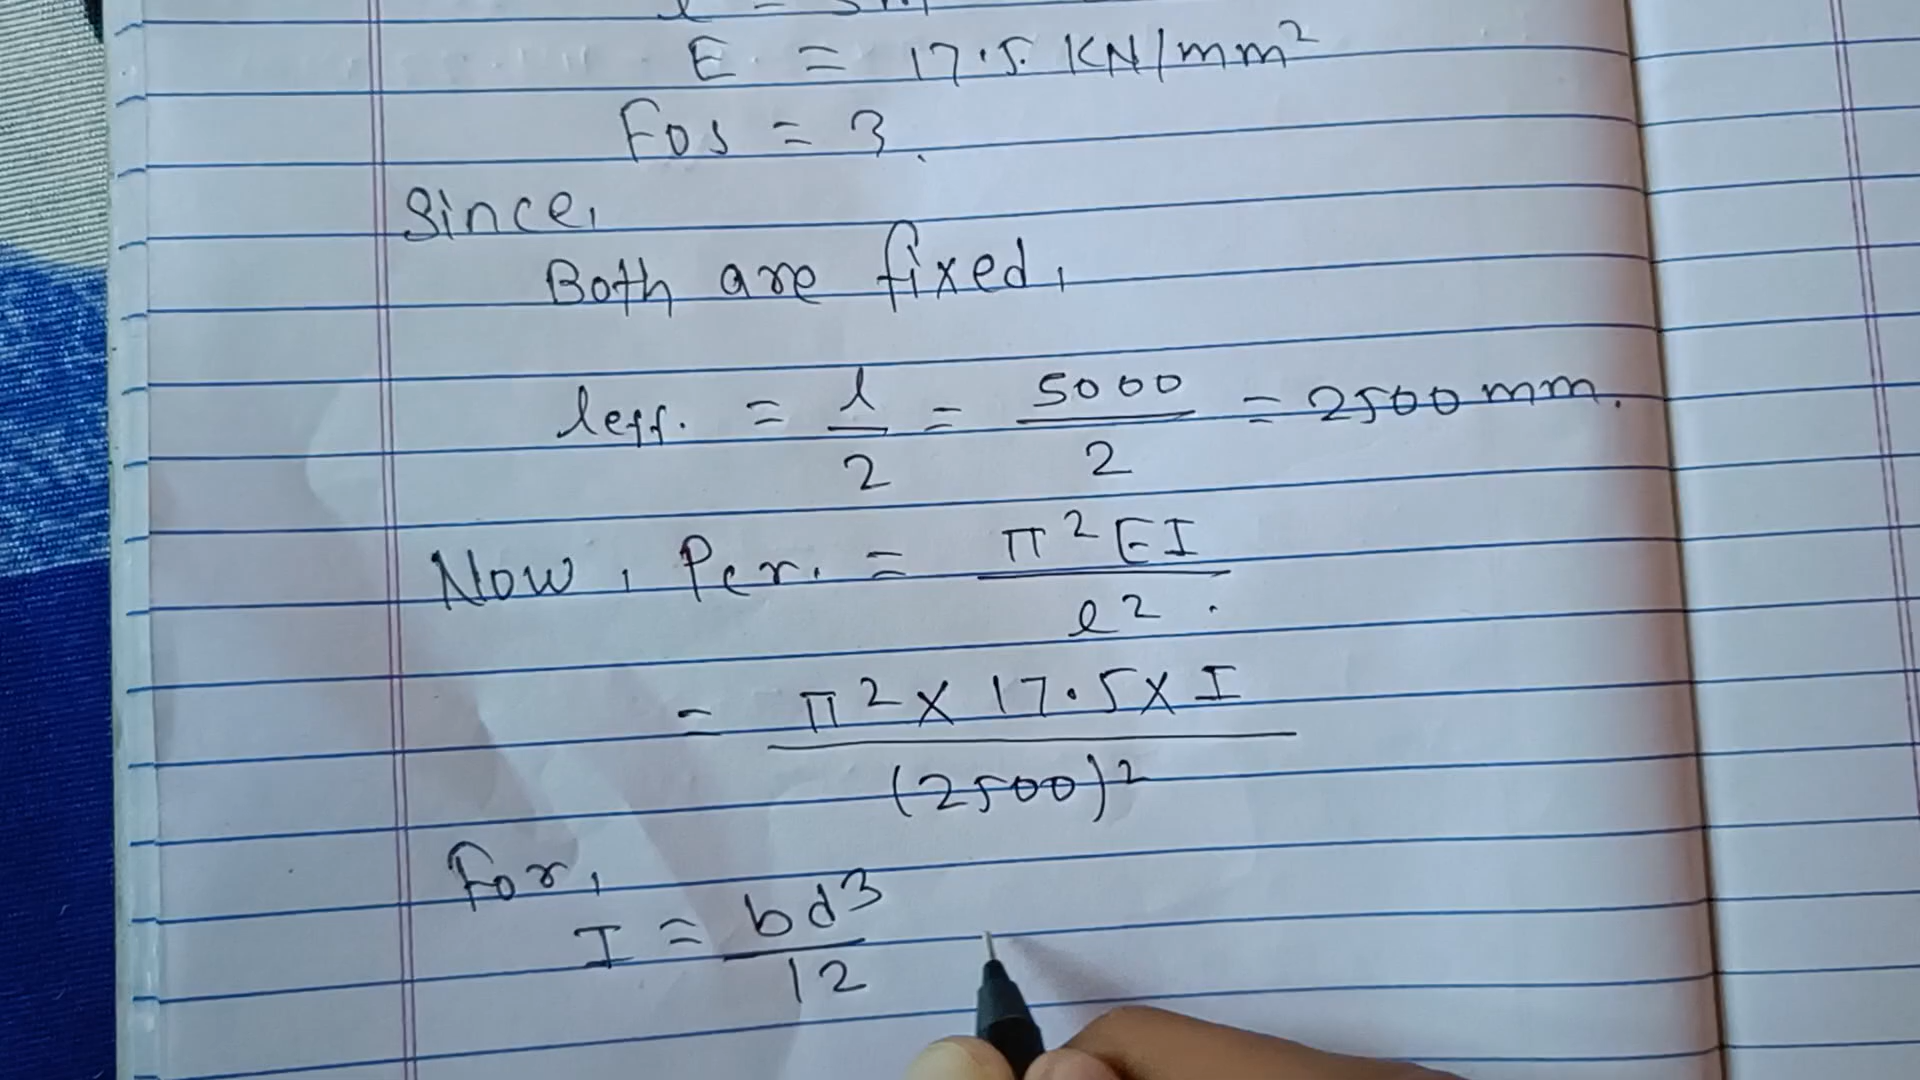 E = 17.5 KN/mm²
FOS = 3.
Since,
Both are fixed,
leff. = l/2 = 5000/2 = 2500 mm.
Now, Pcr. = π²EI/l².
= π² × 17.5 × I/(2500)²
For,
I = bd³/12